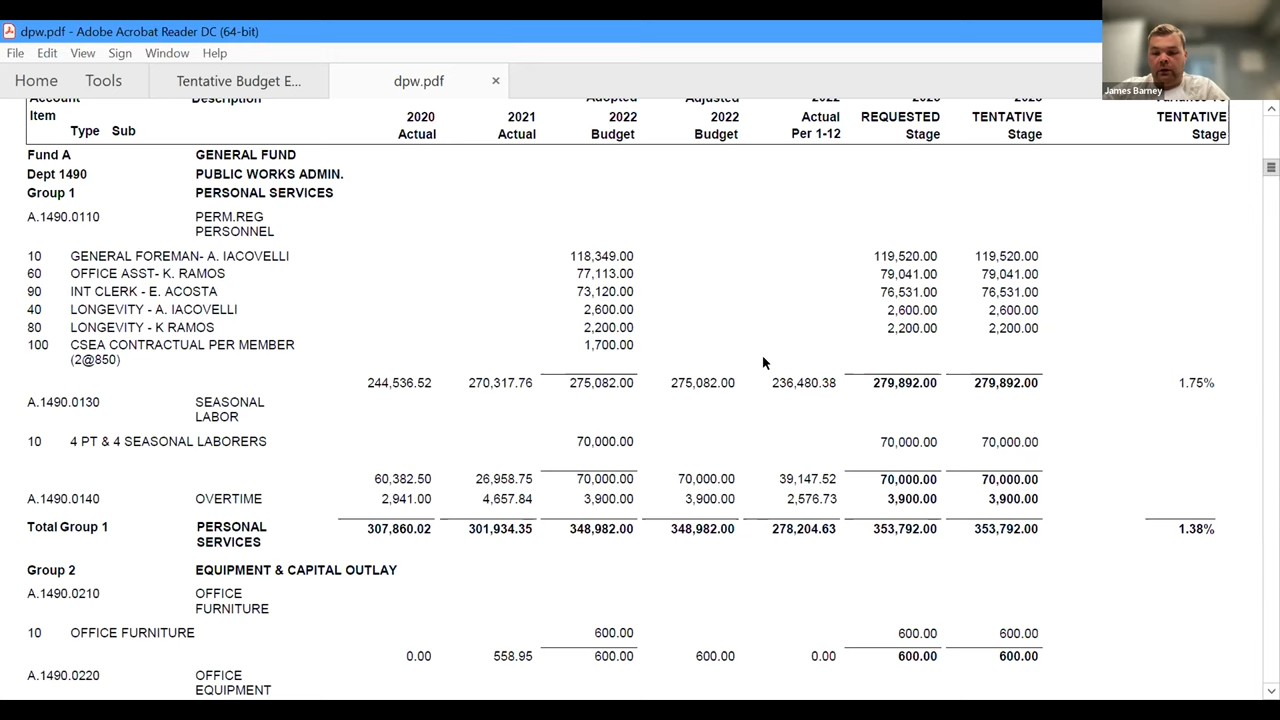 dpw.pdf - Adobe Acrobat Reader DC (64-bit)
File Edit View Sign Window Help
Home Tools Tentative Budget E... dpw.pdf ×
James Barney
Account Description Adopted Adjusted 2022 Variance To
Item 2020 2021 2022 2022 Actual REQUESTED TENTATIVE TENTATIVE
Type Sub Actual Actual Budget Budget Per 1-12 Stage Stage Stage
Fund A GENERAL FUND
Dept 1490 PUBLIC WORKS ADMIN.
Group 1 PERSONAL SERVICES
A.1490.0110 PERM.REG
PERSONNEL
10 GENERAL FOREMAN- A. IACOVELLI 118,349.00 119,520.00 119,520.00
60 OFFICE ASST- K. RAMOS 77,113.00 79,041.00 79,041.00
90 INT CLERK - E. ACOSTA 73,120.00 76,531.00 76,531.00
40 LONGEVITY - A. IACOVELLI 2,600.00 2,600.00 2,600.00
80 LONGEVITY - K RAMOS 2,200.00 2,200.00 2,200.00
100 CSEA CONTRACTUAL PER MEMBER 1,700.00
(2@850)
244,536.52 270,317.76 275,082.00 275,082.00 236,480.38 279,892.00 279,892.00 1.75%
A.1490.0130 SEASONAL
LABOR
10 4 PT & 4 SEASONAL LABORERS 70,000.00 70,000.00 70,000.00
60,382.50 26,958.75 70,000.00 70,000.00 39,147.52 70,000.00 70,000.00
A.1490.0140 OVERTIME 2,941.00 4,657.84 3,900.00 3,900.00 2,576.73 3,900.00 3,900.00
Total Group 1 PERSONAL 307,860.02 301,934.35 348,982.00 348,982.00 278,204.63 353,792.00 353,792.00 1.38%
SERVICES
Group 2 EQUIPMENT & CAPITAL OUTLAY
A.1490.0210 OFFICE
FURNITURE
10 OFFICE FURNITURE 600.00 600.00 600.00
0.00 558.95 600.00 600.00 0.00 600.00 600.00
A.1490.0220 OFFICE
EQUIPMENT